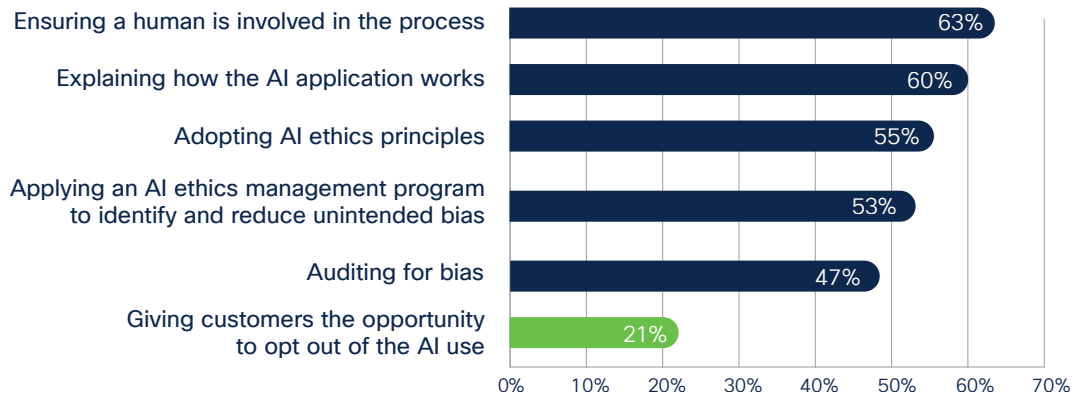 Ensuring a human is involved in the process
63%
Explaining how the AI application works
60%
Adopting AI ethics principles
55%
Applying an AI ethics management program
to identify and reduce unintended bias
53%
Auditing for bias
47%
Giving customers the opportunity
to opt out of the AI use
21%
0% 10% 20% 30% 40% 50% 60% 70%